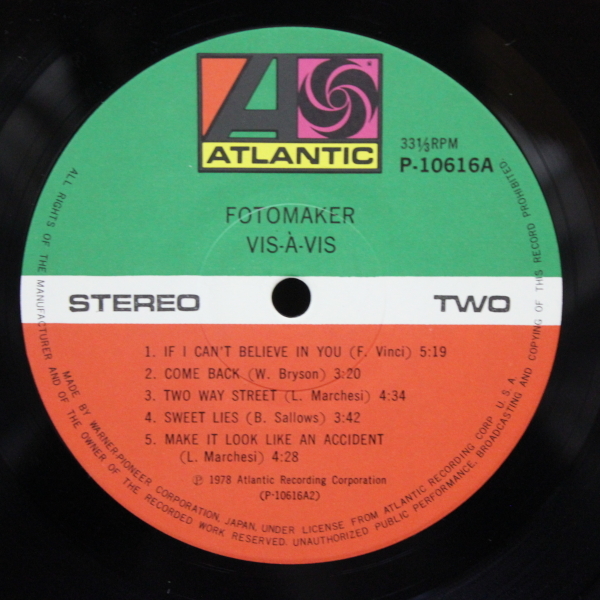 ATLANTIC
33⅓RPM
P-10616A
FOTOMAKER
VIS-À-VIS
STEREO
TWO
1. IF I CAN'T BELIEVE IN YOU (F. Vinci) 5:19
2. COME BACK (W. Bryson) 3:20
3. TWO WAY STREET (L. Marchesi) 4:34
4. SWEET LIES (B. Sallows) 3:42
5. MAKE IT LOOK LIKE AN ACCIDENT
(L. Marchesi) 4:28
Ⓟ 1978 Atlantic Recording Corporation
(P-10616A2)
MADE BY WARNER-PIONEER CORPORATION, JAPAN, UNDER LICENSE FROM ATLANTIC RECORDING CORP. U.S.A.
ALL RIGHTS OF THE MANUFACTURER AND OF THE OWNER OF THE RECORDED WORK RESERVED. UNAUTHORIZED PUBLIC PERFORMANCE, BROADCASTING AND COPYING OF THIS RECORD PROHIBITED.